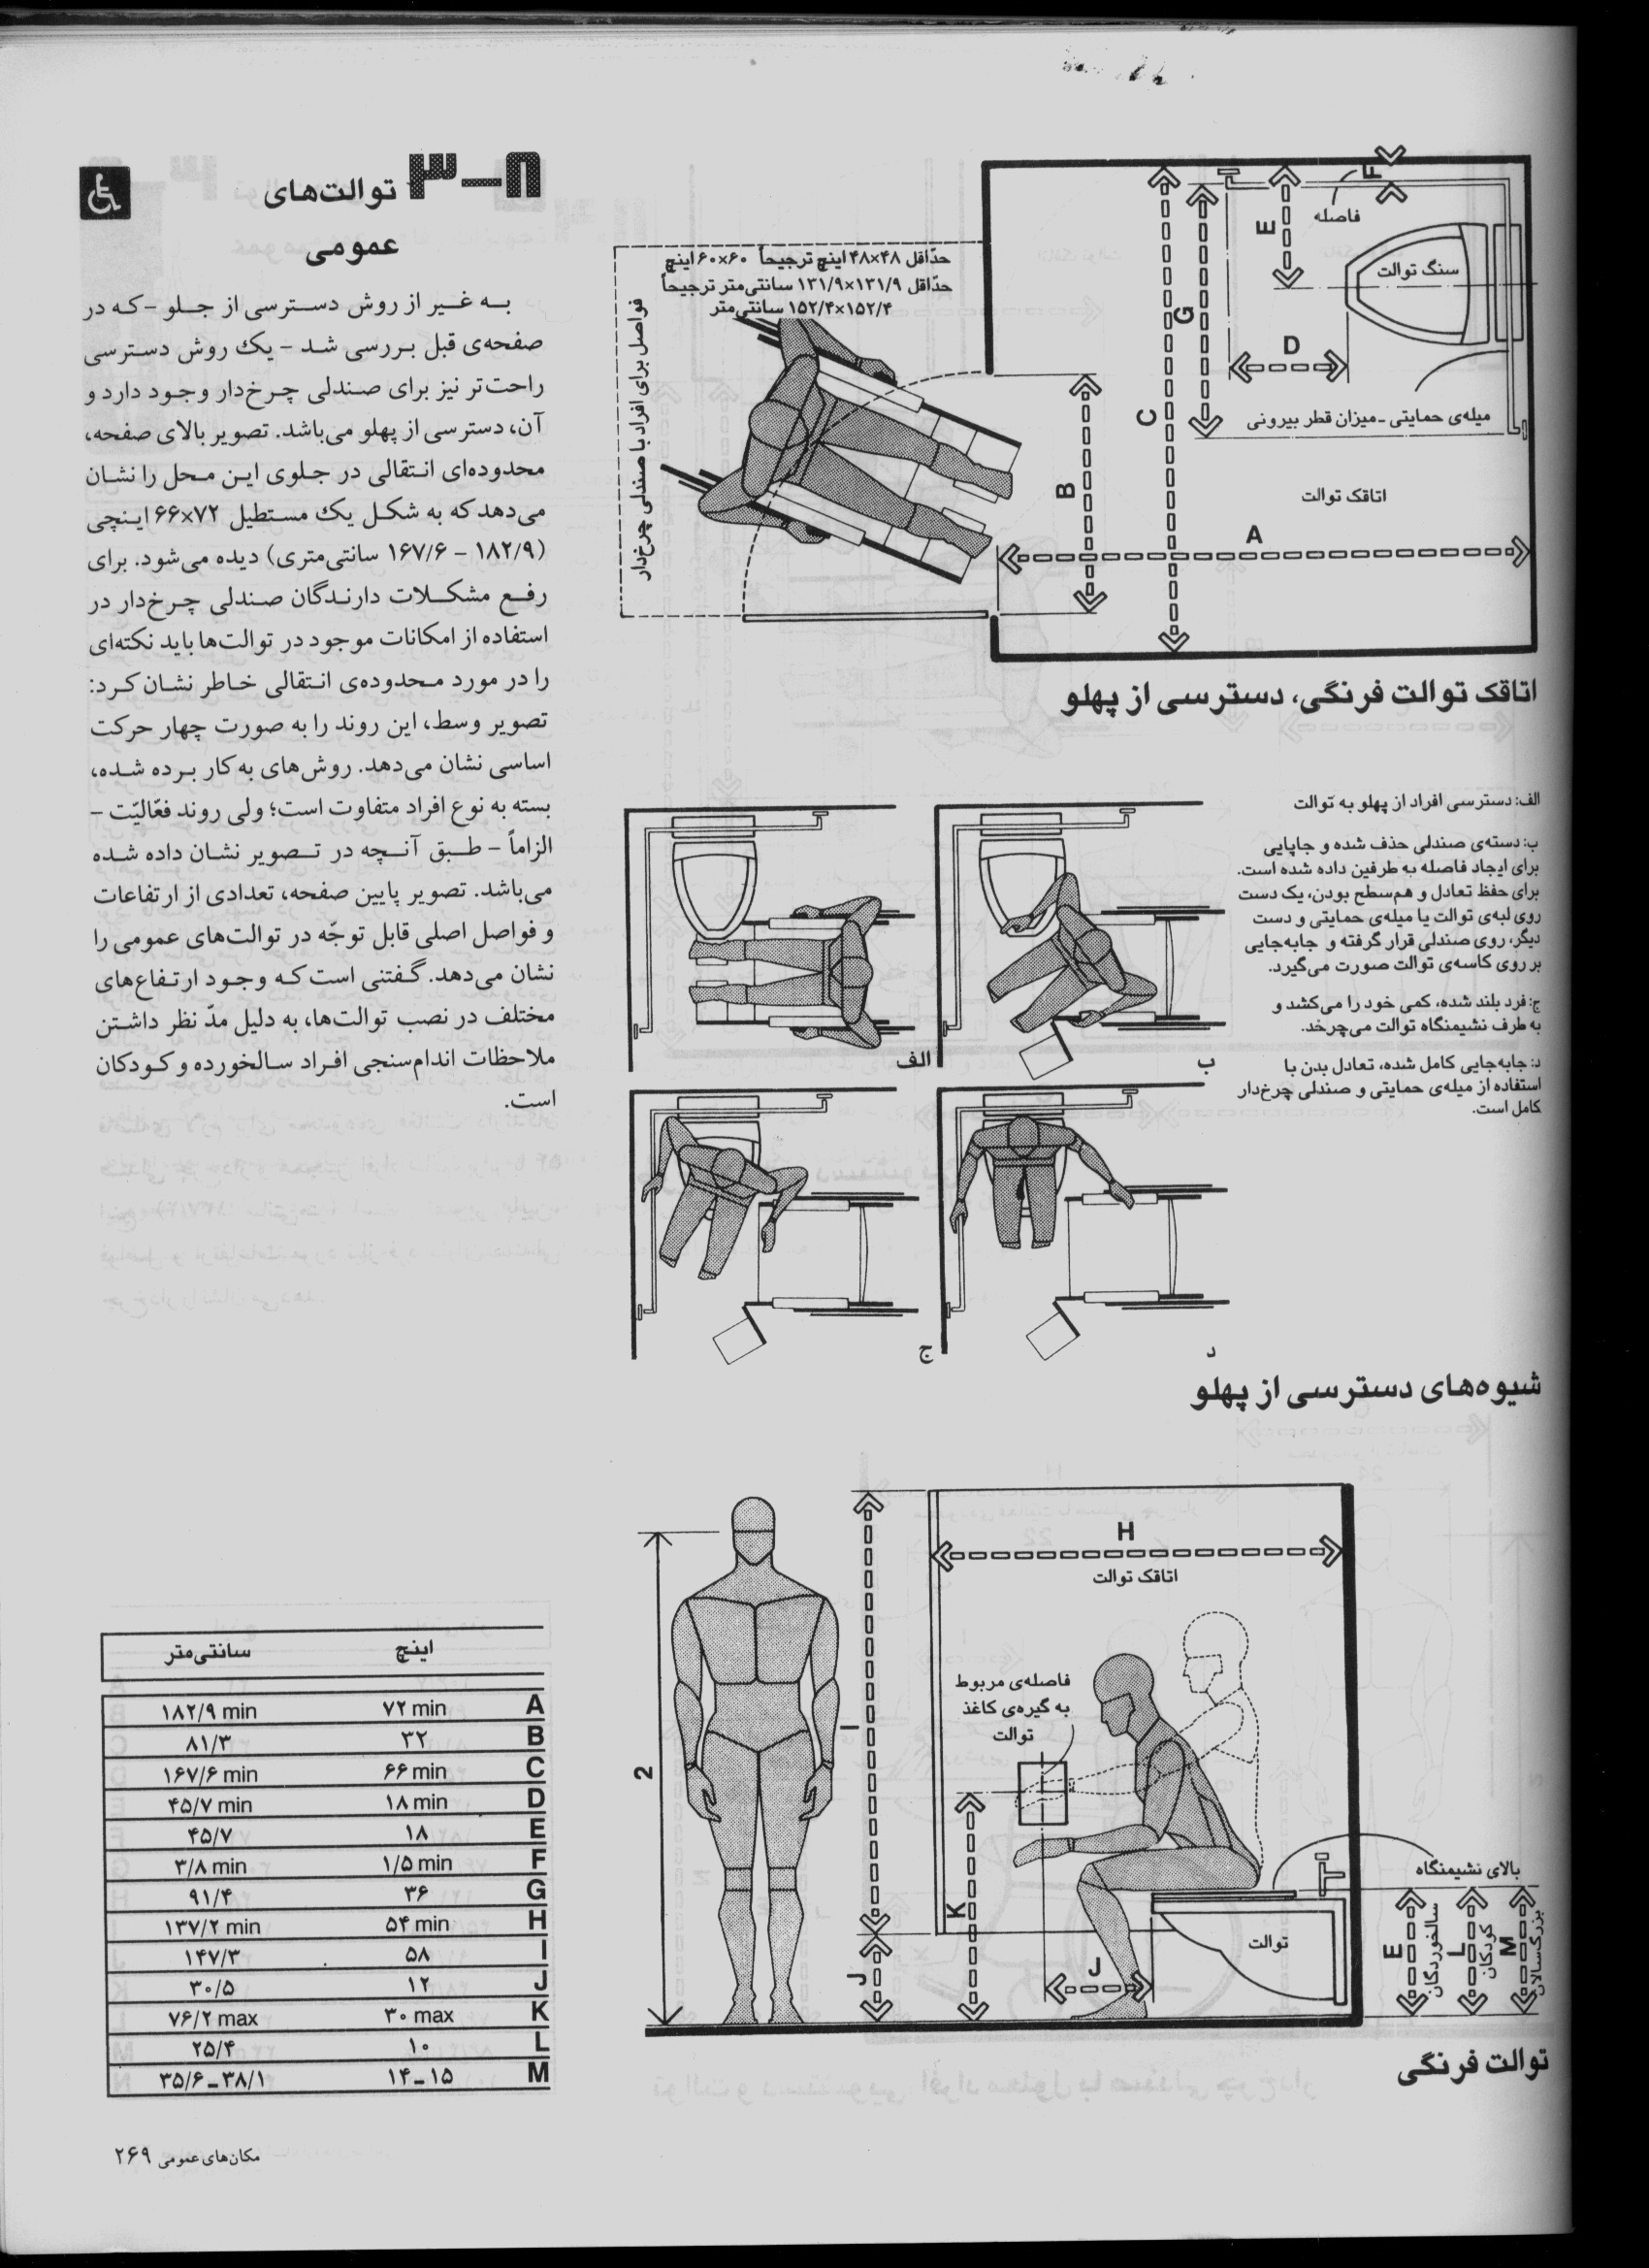 ۸-۳ توالت‌های
عمومی
به غیر از روش دسترسی از جلو – که در
صفحه‌ی قبل بررسی شد – یک روش دسترسی
راحت‌تر نیز برای صندلی چرخ‌دار وجود دارد و
آن، دسترسی از پهلو می‌باشد. تصویر بالای صفحه،
محدوده‌ای انتقالی در جلوی این محل را نشان
می‌دهد که به شکل یک مستطیل ۷۲×۶۶ اینچی
(۱۸۲/۹ – ۱۶۷/۶ سانتی‌متری) دیده می‌شود. برای
رفع مشکلات دارندگان صندلی چرخ‌دار در
استفاده از امکانات موجود در توالت‌ها باید نکته‌ای
را در مورد محدوده‌ی انتقالی خاطر نشان کرد:
تصویر وسط، این روند را به صورت چهار حرکت
اساسی نشان می‌دهد. روش‌های به کار برده شده،
بسته به نوع افراد متفاوت است؛ ولی روند فعّالیّت –
الزاماً – طبق آنچه در تصویر نشان داده شده
می‌باشد. تصویر پایین صفحه، تعدادی از ارتفاعات
و فواصل اصلی قابل توجّه در توالت‌های عمومی را
نشان می‌دهد. گفتنی است که وجود ارتفاع‌های
مختلف در نصب توالت‌ها، به دلیل مدّ نظر داشتن
ملاحظات اندام‌سنجی افراد سالخورده و کودکان
است.
حدّاقل ۴۸×۴۸ اینچ ترجیحاً ۶۰×۶۰ اینچ
حدّاقل ۱۳۱/۹×۱۳۱/۹ سانتی‌متر ترجیحاً
۱۵۲/۴×۱۵۲/۴ سانتی‌متر
فواصل برای افراد با صندلی چرخ‌دار
F
فاصله
E
سنگ توالت
G
D
C
میله‌ی حمایتی - میزان قطر بیرونی
B
اتاقک توالت
A
اتاقک توالت فرنگی، دسترسی از پهلو
الف: دسترسی افراد از پهلو به توالت
ب: دسته‌ی صندلی حذف شده و جاپایی
برای ایجاد فاصله به طرفین داده شده است.
برای حفظ تعادل و هم‌سطح بودن، یک دست
روی لبه‌ی توالت یا میله‌ی حمایتی و دست
دیگر، روی صندلی قرار گرفته و جابه‌جایی
بر روی کاسه‌ی توالت صورت می‌گیرد.
ج: فرد بلند شده، کمی خود را می‌کشد و
به طرف نشیمنگاه توالت می‌چرخد.
د: جابه‌جایی کامل شده، تعادل بدن با
استفاده از میله‌ی حمایتی و صندلی چرخ‌دار
کامل است.
ب
الف
د
ج
شیوه‌های دسترسی از پهلو
H
اتاقک توالت
فاصله‌ی مربوط
به گیره‌ی کاغذ
توالت
I
2
K
J
J
بالای نشیمنگاه
توالت
E
سالخوردگان
L
کودکان
M
بزرگ‌سالان
توالت فرنگی
اینچ سانتی‌متر
A ۷۲ min ۱۸۲/۹ min
B ۳۲ ۸۱/۳
C ۶۶ min ۱۶۷/۶ min
D ۱۸ min ۴۵/۷ min
E ۱۸ ۴۵/۷
F ۱/۵ min ۳/۸ min
G ۳۶ ۹۱/۴
H ۵۴ min ۱۳۷/۲ min
I ۵۸ ۱۴۷/۳
J ۱۲ ۳۰/۵
K ۳۰ max ۷۶/۲ max
L ۱۰ ۲۵/۴
M ۱۴-۱۵ ۳۵/۶-۳۸/۱
مکان‌های عمومی ۲۶۹